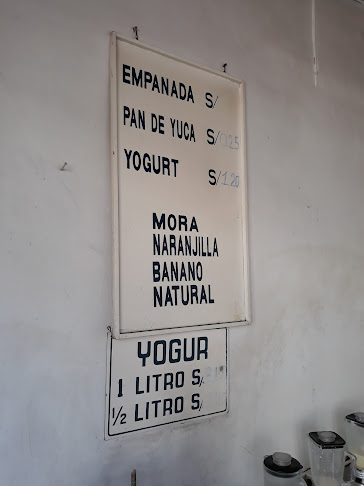 EMPANADA S/
PAN DE YUCA S/0.25
YOGURT S/1.20
MORA
NARANJILLA
BANANO
NATURAL
YOGUR
1 LITRO S/.
1/2 LITRO S/